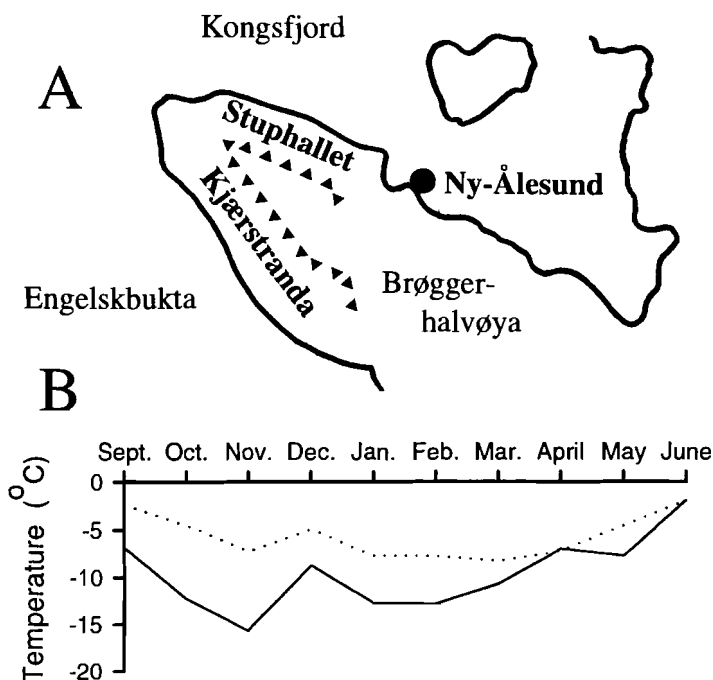 Kongsfjord
A
Stuphallet
Ny-Ålesund
Kjærstranda
Engelskbukta
Brøgger-
halvøya
B
Sept. Oct. Nov. Dec. Jan. Feb. Mar. April May June
Temperature (°C)
0
-5
-10
-15
-20